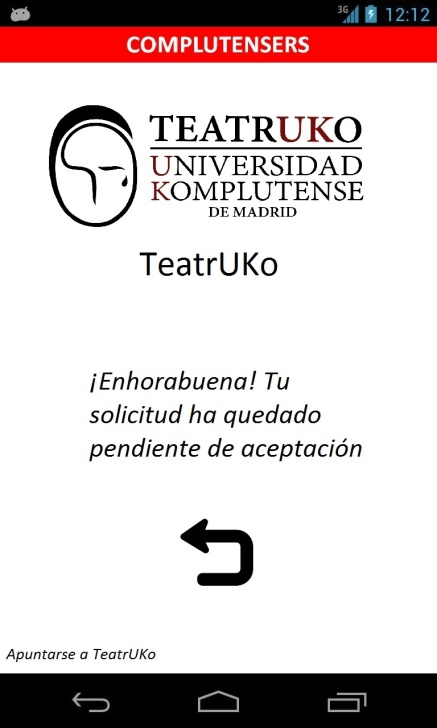 3G 12:12
COMPLUTENSERS
TEATRUKO
UNIVERSIDAD
KOMPLUTENSE
DE MADRID
TeatrUKo
¡Enhorabuena! Tu
solicitud ha quedado
pendiente de aceptación
Apuntarse a TeatrUKo